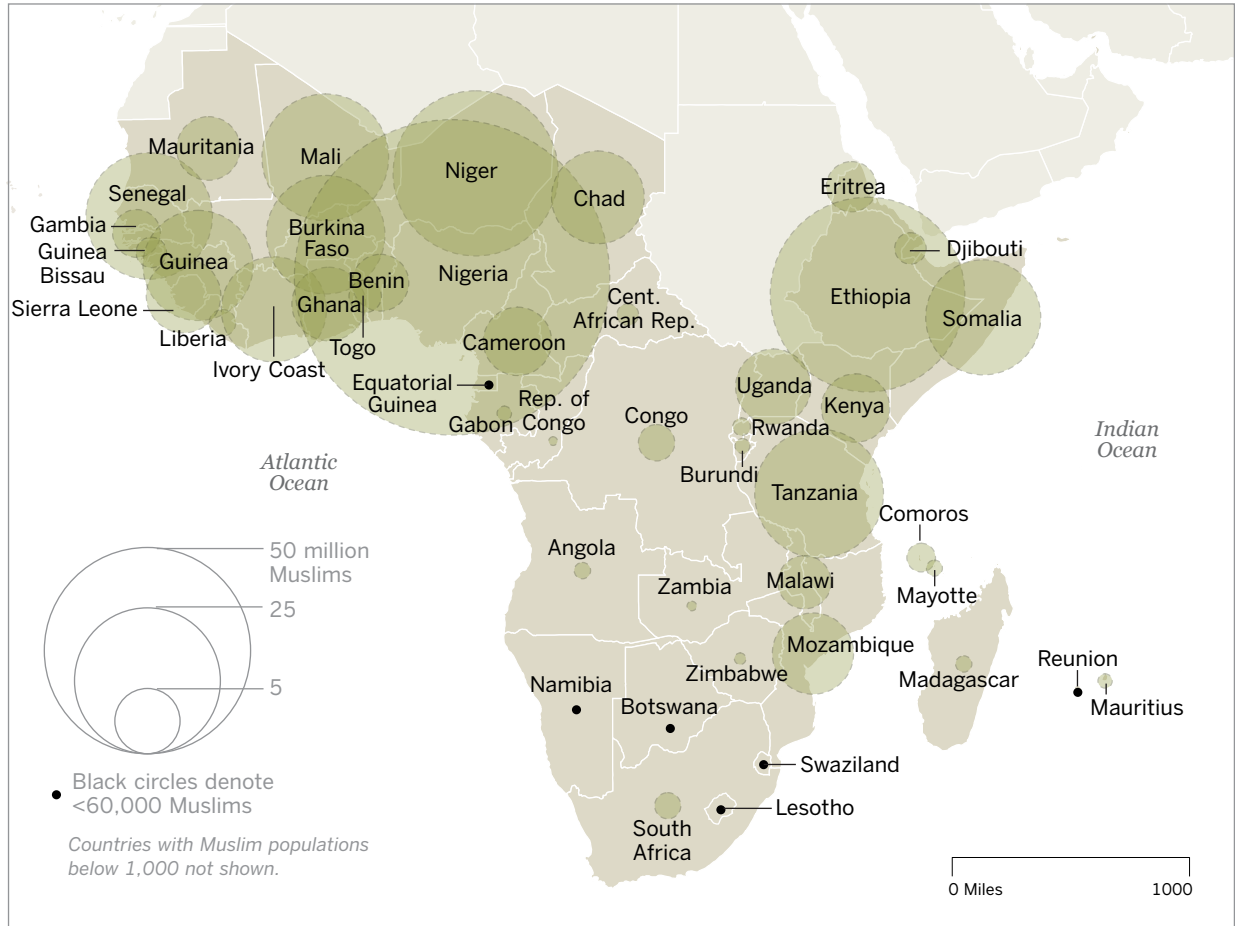 Mauritania
Mali
Niger
Senegal
Chad
Eritrea
Gambia
Burkina
Faso
Guinea
Bissau
Guinea
Djibouti
Nigeria
Benin
Ethiopia
Ghana
Cent.
African Rep.
Somalia
Sierra Leone
Liberia
Togo
Cameroon
Ivory Coast
Equatorial
Guinea
Uganda
Gabon
Rep. of
Congo
Congo
Kenya
Rwanda
Burundi
Atlantic
Ocean
Indian
Ocean
Tanzania
Comoros
Angola
Malawi
Zambia
Mayotte
50 million
Muslims
25
5
Mozambique
Zimbabwe
Madagascar
Reunion
Mauritius
Namibia
Botswana
Swaziland
Lesotho
South
Africa
Black circles denote
<60,000 Muslims
Countries with Muslim populations
below 1,000 not shown.
0 Miles
1000